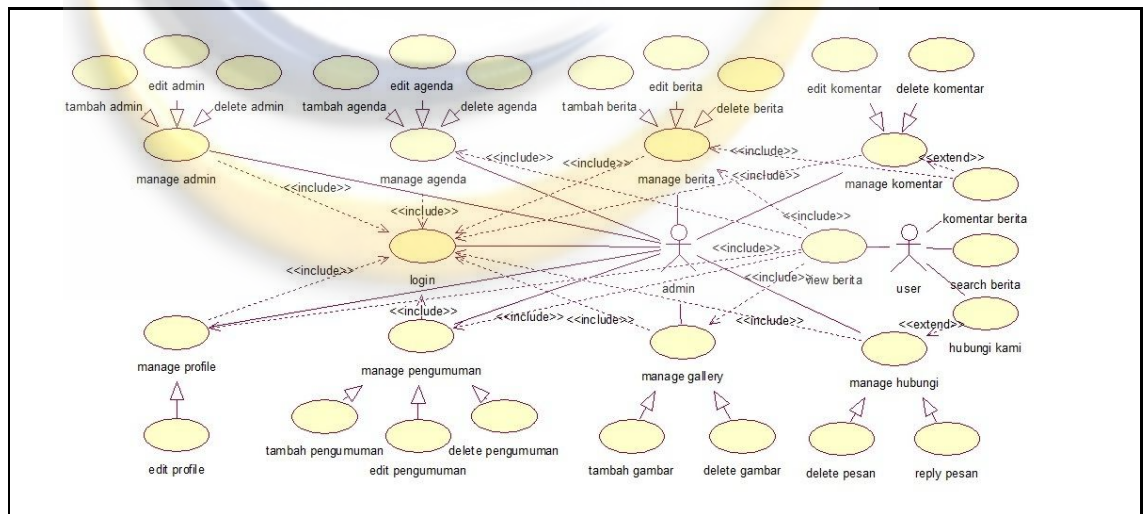 edit admin
tambah admin
delete admin
edit agenda
tambah agenda
delete agenda
edit berita
tambah berita
delete berita
edit komentar
delete komentar
manage admin
manage agenda
manage berita
manage komentar
<<include>>
<<include>>
<<include>>
<<include>>
<<include>>
<<include>>
<<extend>>
komentar berita
login
admin
view berita
user
search berita
<<include>>
<<include>>
<<include>>
<<include>>
<<include>>
<<include>>
<<include>>
<<extend>>
hubungi kami
manage profile
manage pengumuman
manage gallery
manage hubungi
tambah pengumuman
edit pengumuman
delete pengumuman
edit profile
tambah gambar
delete gambar
delete pesan
reply pesan